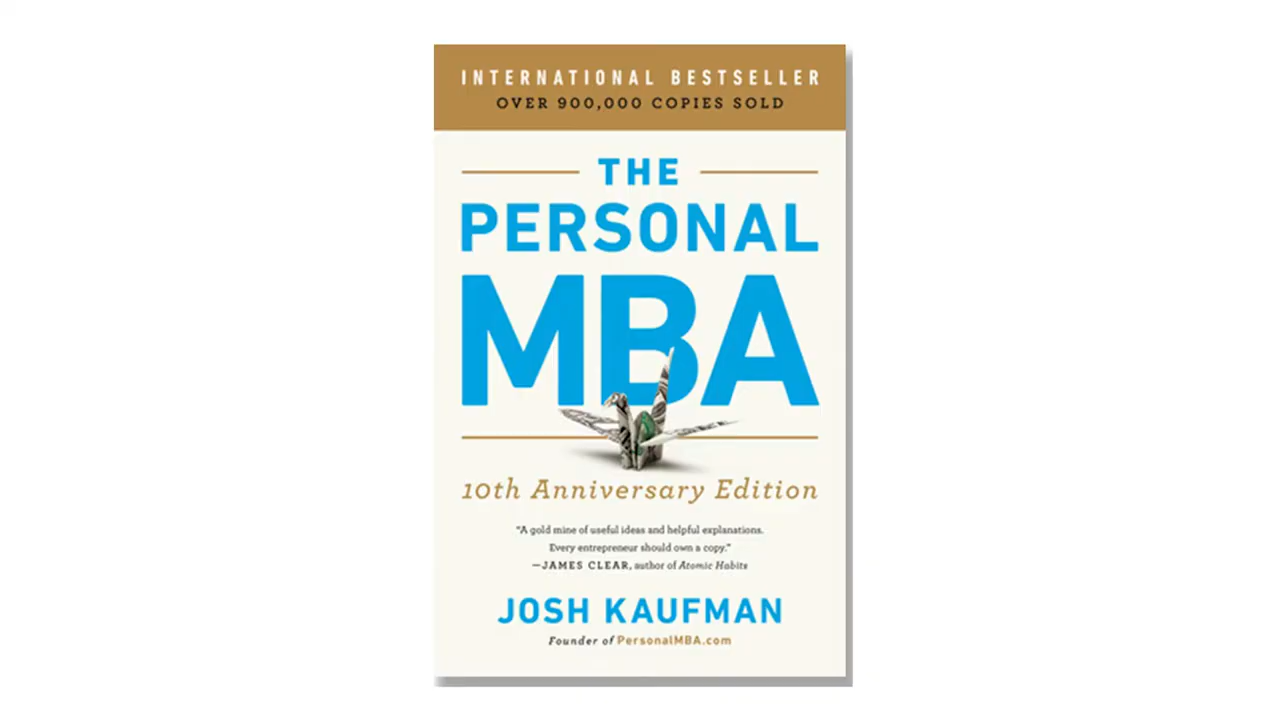 INTERNATIONAL BESTSELLER
OVER 900,000 COPIES SOLD
THE
PERSONAL
MBA
10th Anniversary Edition
“A gold mine of useful ideas and helpful explanations.
Every entrepreneur should own a copy.”
—JAMES CLEAR, author of Atomic Habits
JOSH KAUFMAN
Founder of PersonalMBA.com